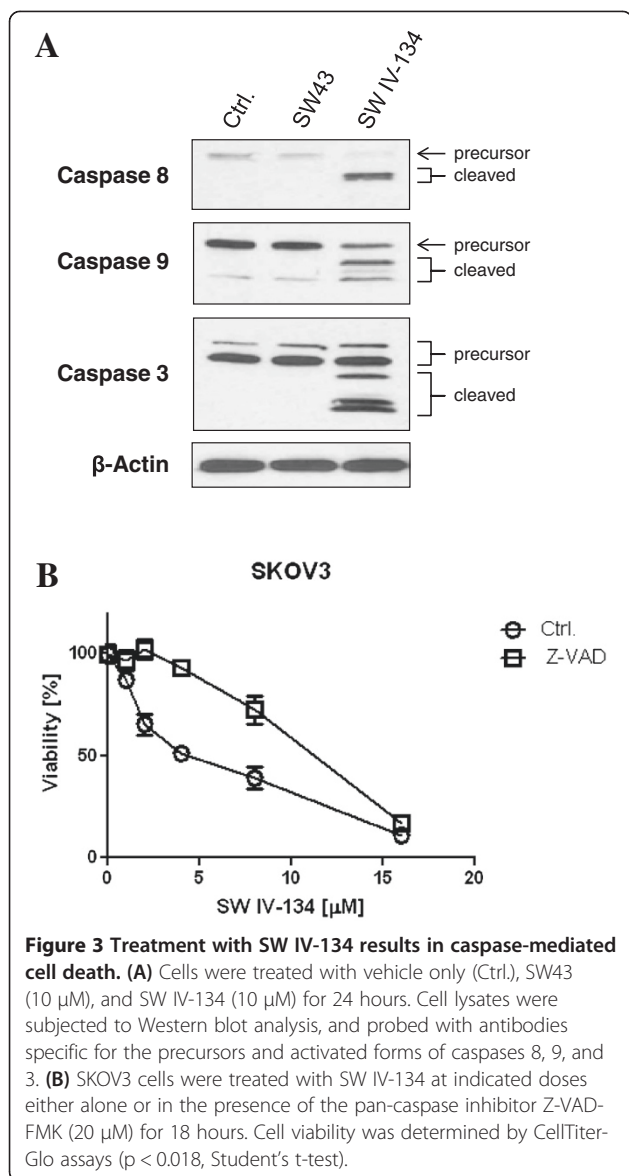 A
Ctrl.
SW43
SW IV-134
Caspase 8
precursor
cleaved
Caspase 9
precursor
cleaved
Caspase 3
precursor
cleaved
β-Actin
B
SKOV3
Ctrl.
Z-VAD
Viability [%]
100
50
0
0
5
10
15
20
SW IV-134 [µM]
Figure 3 Treatment with SW IV-134 results in caspase-mediated
cell death. (A) Cells were treated with vehicle only (Ctrl.), SW43
(10 µM), and SW IV-134 (10 µM) for 24 hours. Cell lysates were
subjected to Western blot analysis, and probed with antibodies
specific for the precursors and activated forms of caspases 8, 9, and
3. (B) SKOV3 cells were treated with SW IV-134 at indicated doses
either alone or in the presence of the pan-caspase inhibitor Z-VAD-
FMK (20 µM) for 18 hours. Cell viability was determined by CellTiter-
Glo assays (p < 0.018, Student's t-test).